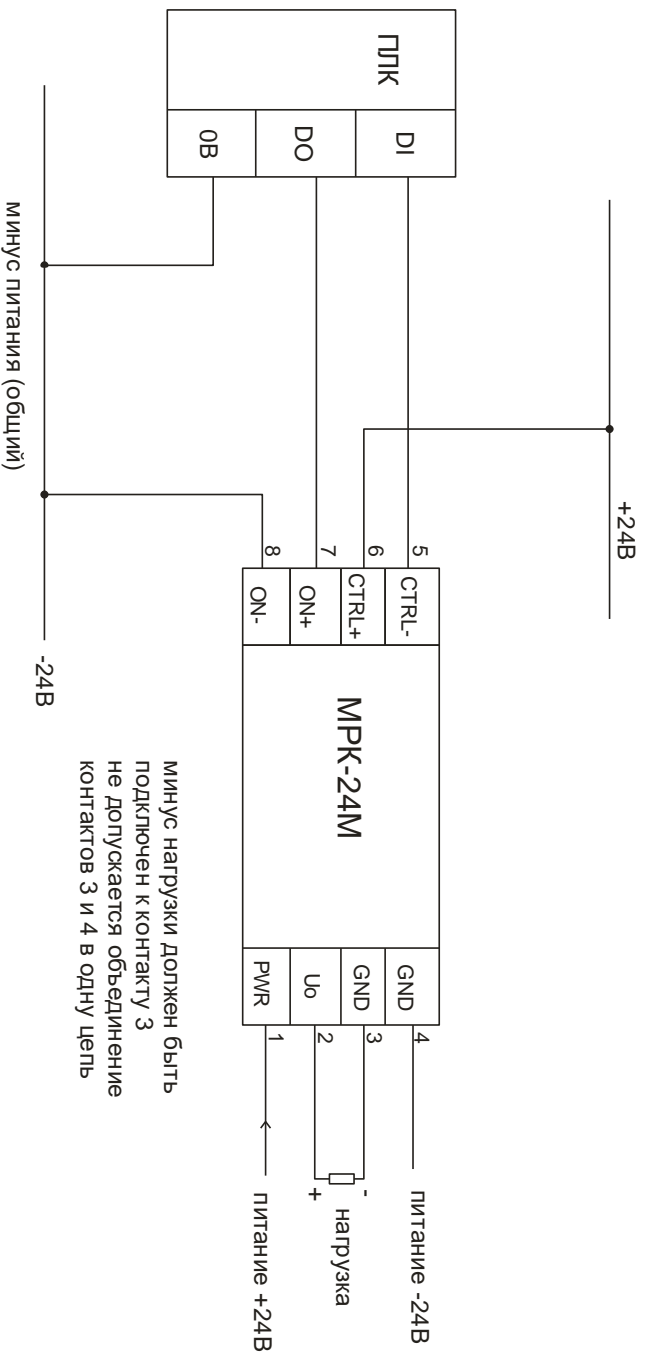 +24В
ПЛК
DI
DO
0В
5
6
7
8
CTRL-
CTRL+
ON+
ON-
МРК-24М
GND
GND
Uo
PWR
4
3
2
1
питание -24В
-
+
нагрузка
питание +24В
минус питания (общий)
-24В
минус нагрузки должен быть
подключен к контакту 3
не допускается объединение
контактов 3 и 4 в одну цепь